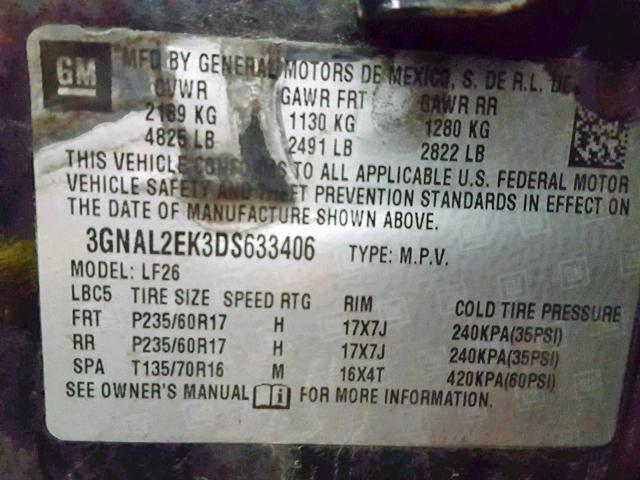 GM
MFD BY GENERAL MOTORS DE MEXICO, S. DE R.L. DE
GVWR GAWR FRT GAWR RR
2189 KG 1130 KG 1280 KG
4825 LB 2491 LB 2822 LB
THIS VEHICLE CONFORMS TO ALL APPLICABLE U.S. FEDERAL MOTOR
VEHICLE SAFETY AND THEFT PREVENTION STANDARDS IN EFFECT ON
THE DATE OF MANUFACTURE SHOWN ABOVE.
3GNAL2EK3DS633406 TYPE: M.P.V.
MODEL: LF26
LBC5 TIRE SIZE SPEED RTG RIM COLD TIRE PRESSURE
FRT P235/60R17 H 17X7J 240KPA(35PSI)
RR P235/60R17 H 17X7J 240KPA(35PSI)
SPA T135/70R16 M 16X4T 420KPA(60PSI)
SEE OWNER'S MANUAL i FOR MORE INFORMATION.